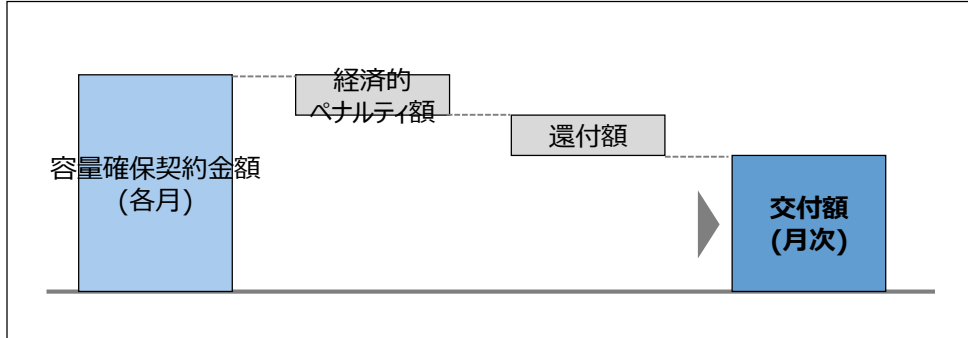 容量確保契約金額
(各月)
経済的
ペナルティ額
還付額
交付額
(月次)